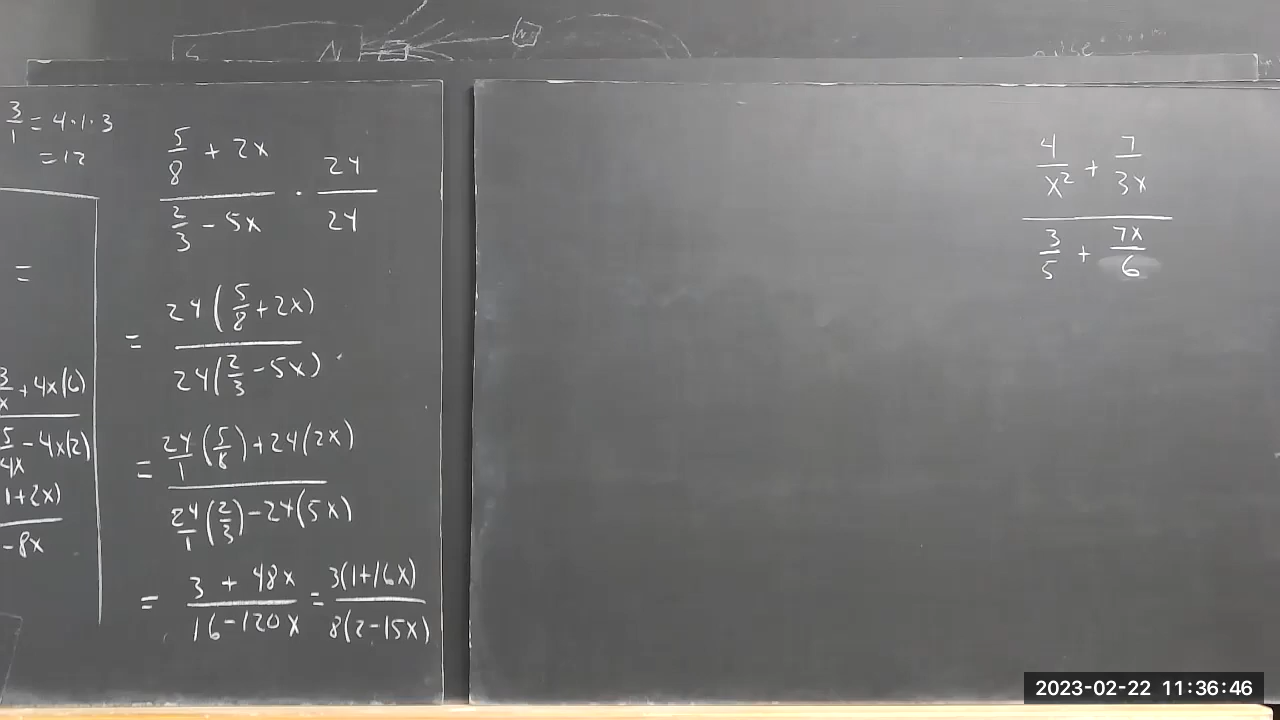 3/1 = 4·1·3
= 12
=
3/x + 4x(6)
5/4x - 4x(2)
1+2x)
-8x
5/8 + 2x
2/3 - 5x
· 24/24
= 24(5/8 + 2x)
24(2/3 - 5x)
= 24/1(5/8) + 24(2x)
24/1(2/3) - 24(5x)
= 3 + 48x = 3(1+16x)
16 - 120x 8(2 - 15x)
4/x² + 7/3x
3/5 + 7x/6
N
2023-02-22 11:36:46